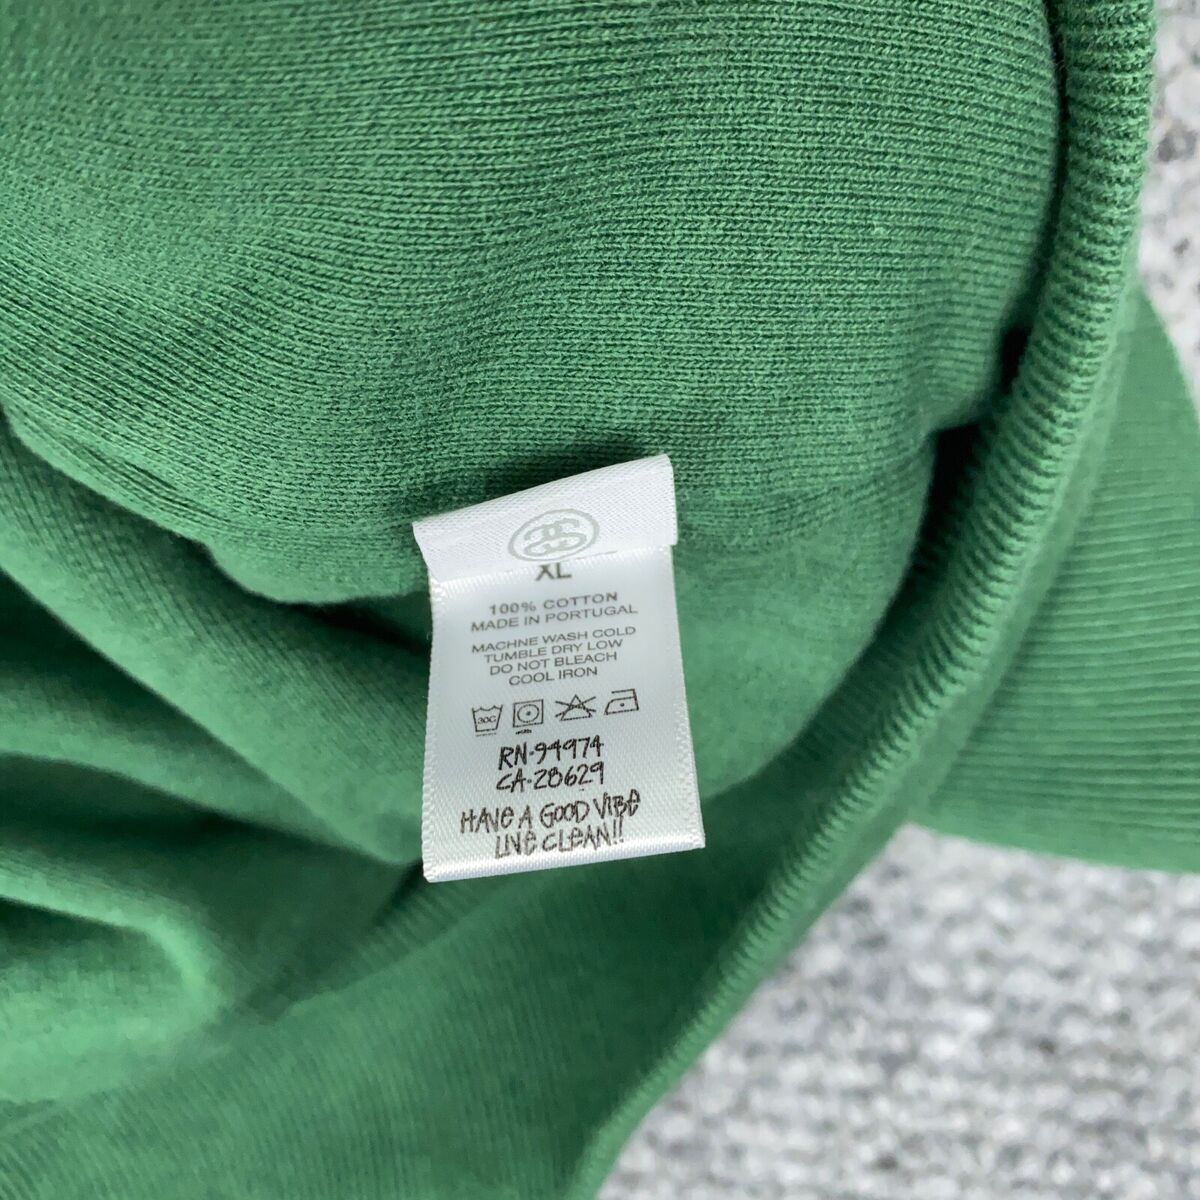 XL
100% COTTON
MADE IN PORTUGAL
MACHNE WASH COLD
TUMBLE DRY LOW
DO NOT BLEACH
COOL IRON
30C
RN-94974
CA-28629
HAVE A GOOD VIBE
LIVE CLEAN!!